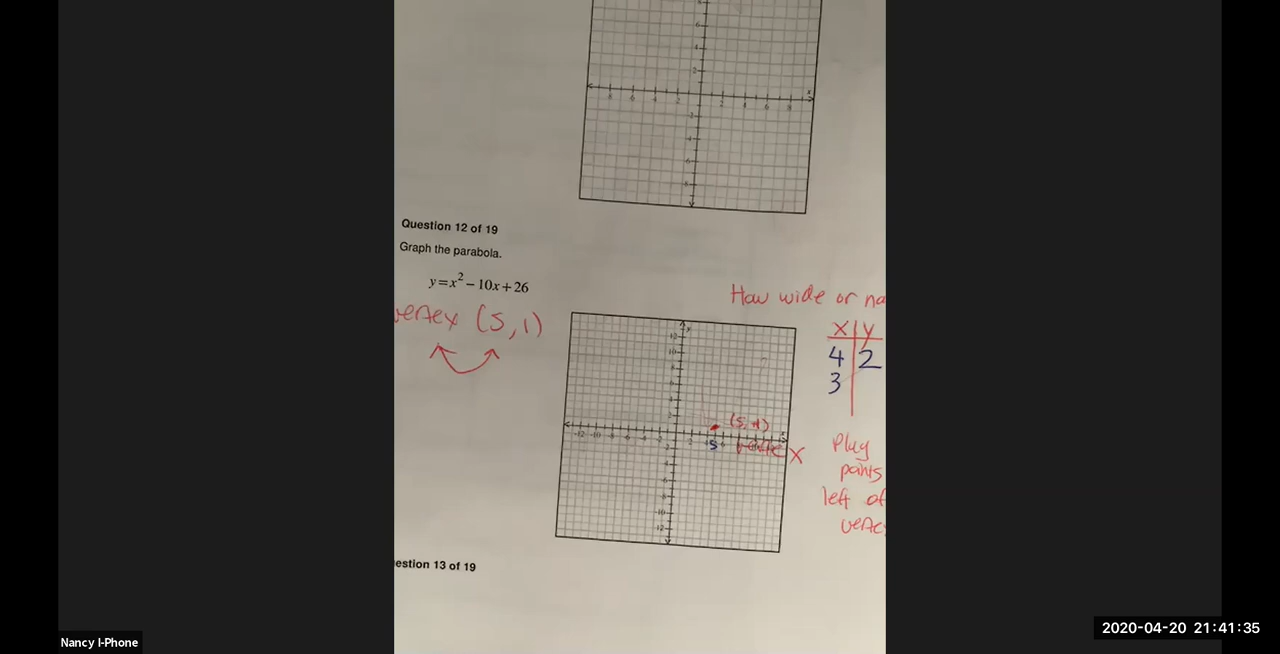 Question 12 of 19
Graph the parabola.
y=x² – 10x+26
vertex (5,1)
How wide or na
X | Y
4 | 2
3
(5,1)
5
vertex
Play
points
left of
verte
estion 13 of 19
Nancy I-Phone
2020-04-20 21:41:35